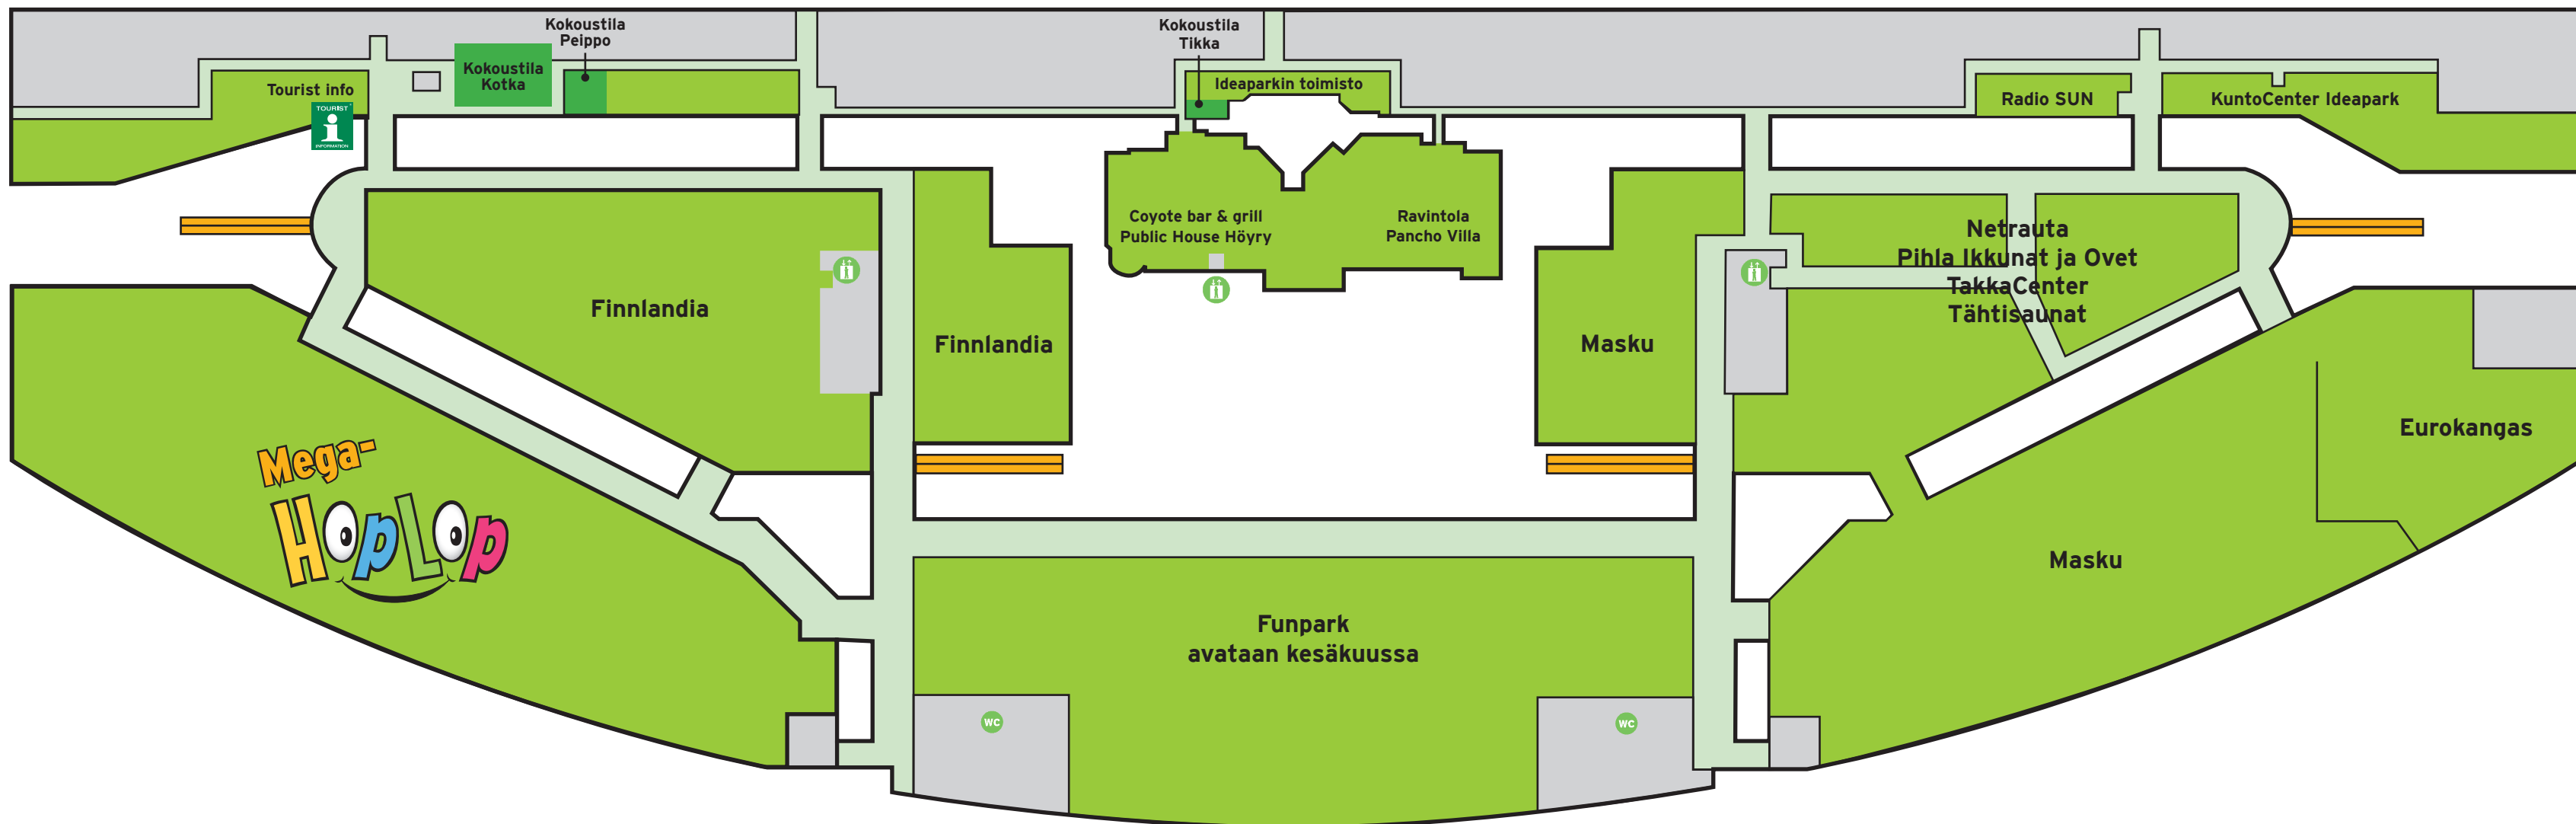 Kokoustila
Peippo
Kokoustila
Tikka
Kokoustila
Kotka
Tourist info
TOURIST
i
INFORMATION
Ideaparkin toimisto
Radio SUN
KuntoCenter Ideapark
Coyote bar & grill
Public House Höyry
Ravintola
Pancho Villa
Netrauta
Pihla Ikkunat ja Ovet
TakkaCenter
Tähtisaunat
Finnlandia
Finnlandia
Masku
Eurokangas
Mega-
HopLop
Masku
Funpark
avataan kesäkuussa
WC
WC